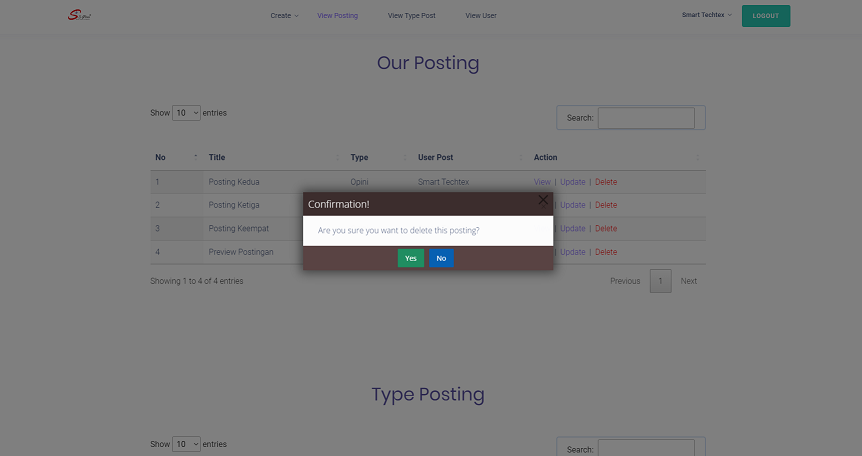 Create View Posting View Type Post View User Smart Techtex LOGOUT
Our Posting
Show 10 entries Search:
No Title Type User Post Action
1 Posting Kedua Opini Smart Techtex View | Update | Delete
2 Posting Ketiga | Update | Delete
Confirmation!
3 Posting Keempat | Update | Delete
Are you sure you want to delete this posting?
4 Preview Postingan | Update | Delete
Yes No
Showing 1 to 4 of 4 entries Previous 1 Next
Type Posting
Show 10 entries Search: